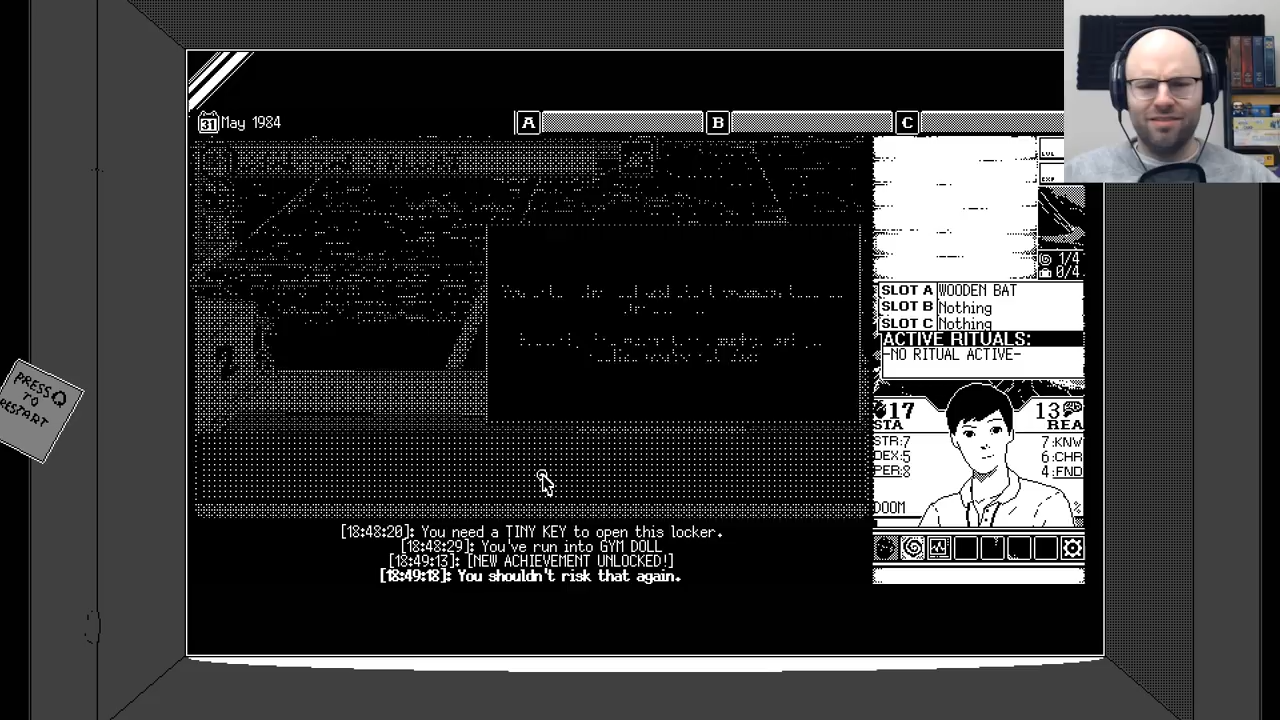 31 May 1984
A
B
C
LVL
EXP
1/4
0/4
SLOT A WOODEN BAT
SLOT B Nothing
SLOT C Nothing
ACTIVE RITUALS:
-NO RITUAL ACTIVE-
17
STA
13
REA
STR:7
DEX:5
PER:8
7:KNW
6:CHR
4:FND
DOOM
PRESS Q
TO
RESTART
[18:48:20]: You need a TINY KEY to open this locker.
[18:48:29]: You've run into GYM DOLL
[18:49:13]: [NEW ACHIEVEMENT UNLOCKED!]
[18:49:18]: You shouldn't risk that again.